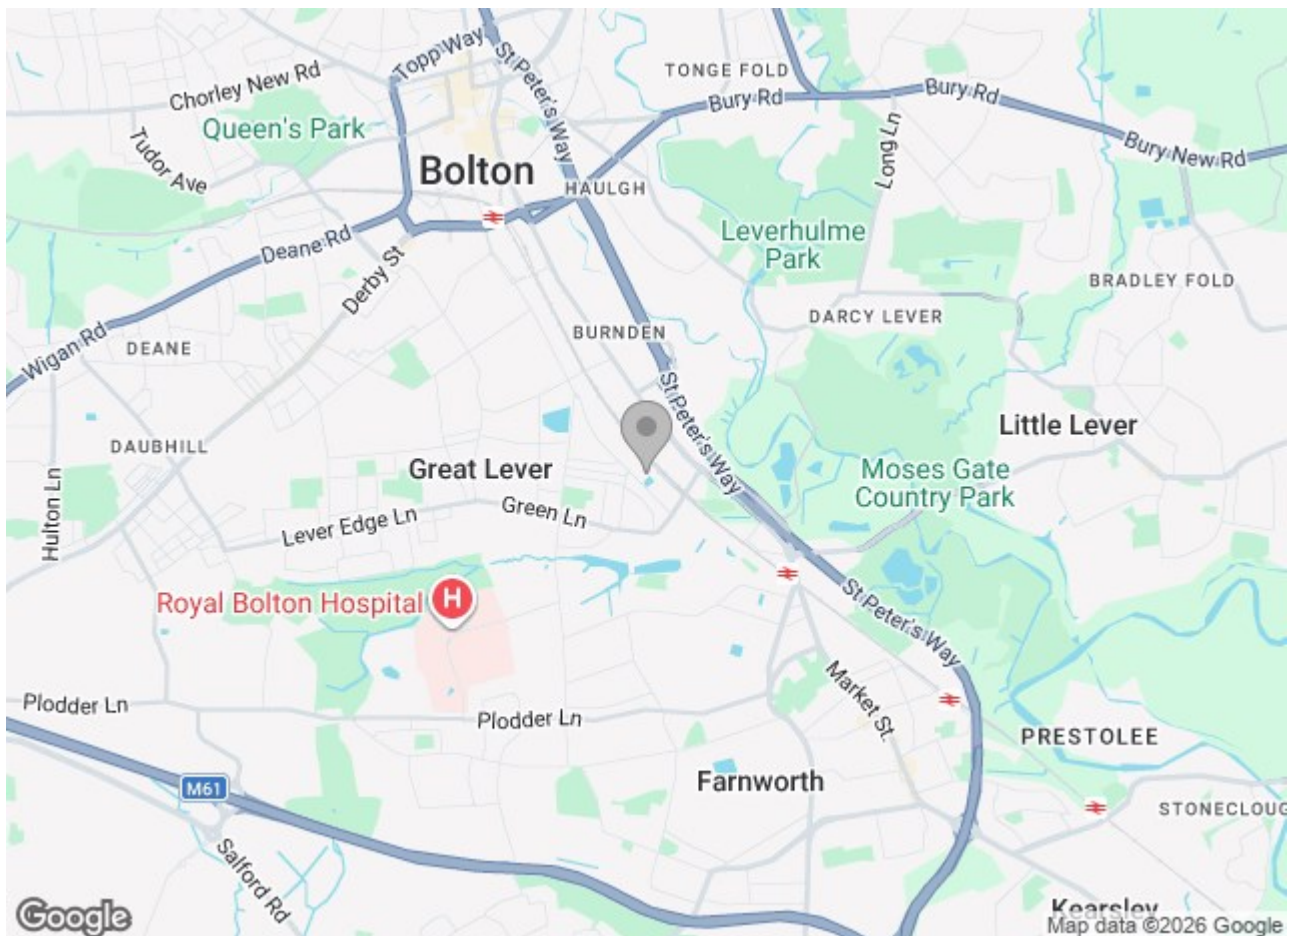 Topp Way
St Peter's Way
TONGE FOLD
Chorley New Rd
Bury Rd
Bury Rd
Queen's Park
Tudor Ave
Long Ln
Bury New Rd
Bolton
HAULGH
Leverhulme
Park
Deane Rd
Derby St
BRADLEY FOLD
DARCY LEVER
BURNDEN
Wigan Rd
DEANE
St Peter's Way
Little Lever
DAUBHILL
Great Lever
Moses Gate
Country Park
Hulton Ln
Lever Edge Ln
Green Ln
Royal Bolton Hospital
H
St Peter's Way
Market St.
Plodder Ln
Plodder Ln
PRESTOLEE
Farnworth
M61
STONECLOUG
Salford Rd
Kearsley
Google
Map data ©2026 Google